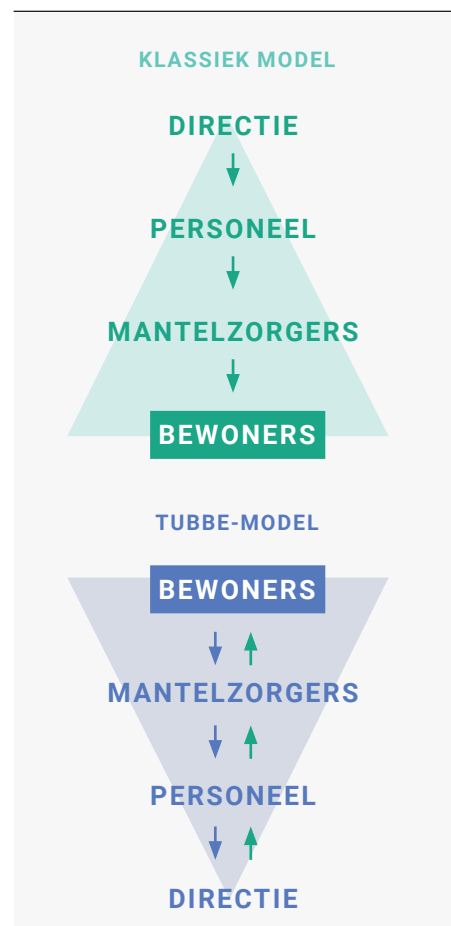 KLASSIEK MODEL
DIRECTIE
PERSONEEL
MANTELZORGERS
BEWONERS
TUBBE-MODEL
BEWONERS
MANTELZORGERS
PERSONEEL
DIRECTIE